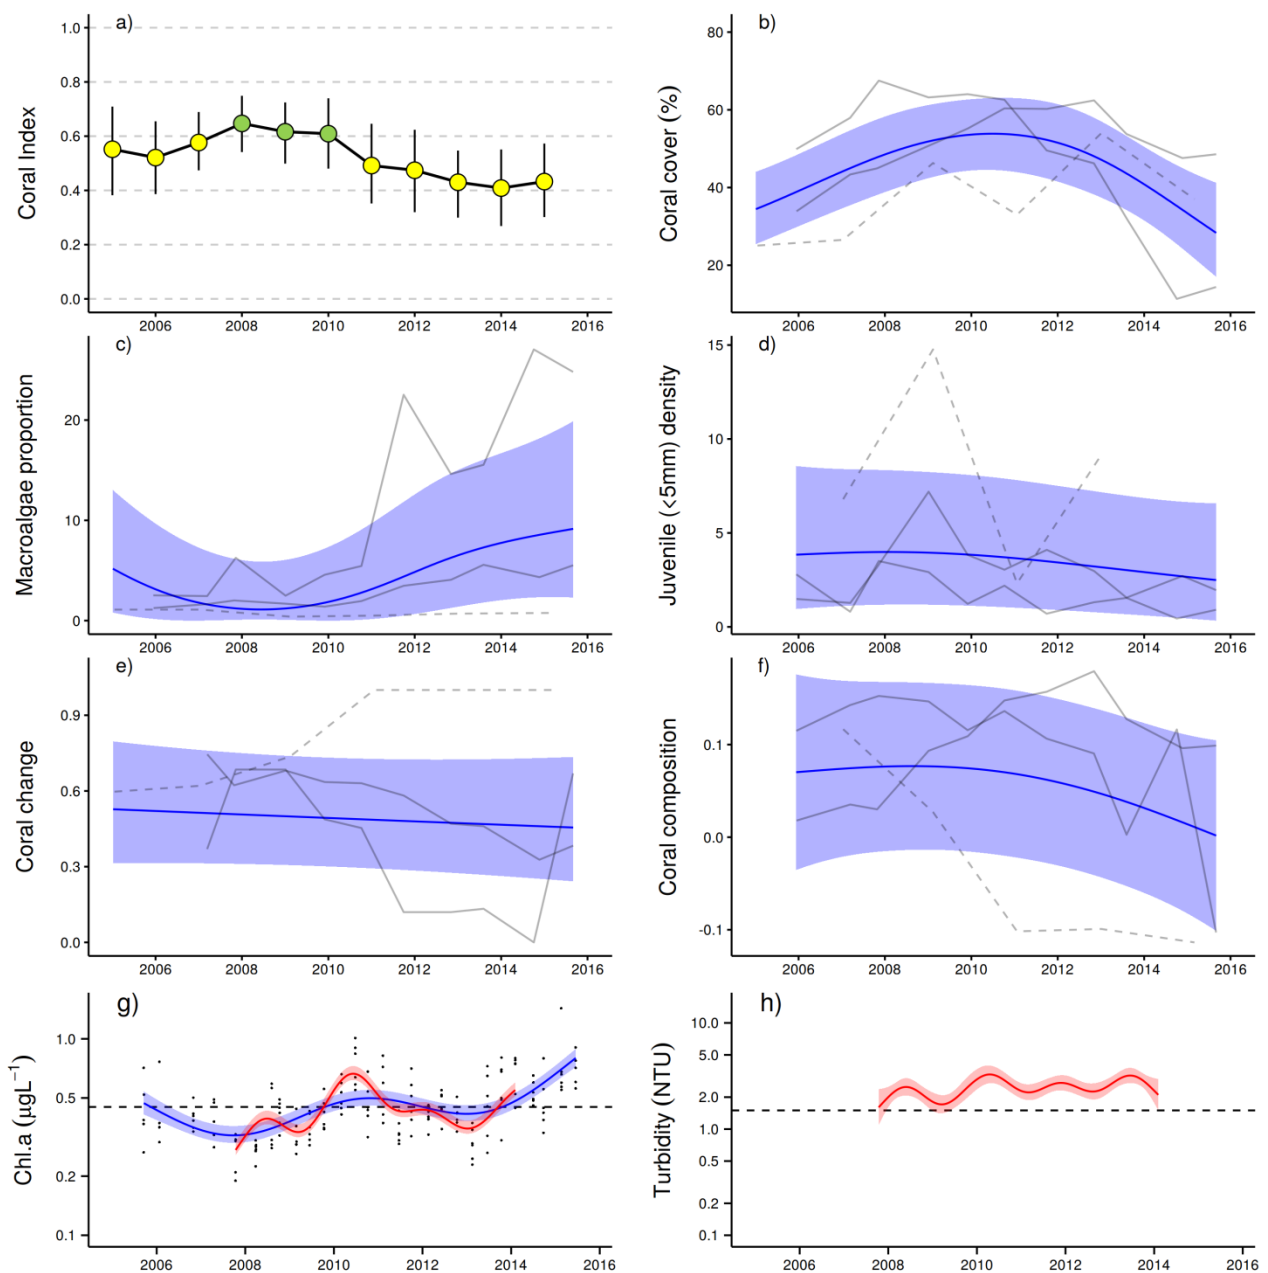 a)
Coral Index
1.0
0.8
0.6
0.4
0.2
0.0
2006 2008 2010 2012 2014 2016
b)
Coral cover (%)
80
60
40
20
2006 2008 2010 2012 2014 2016
c)
Macroalgae proportion
20
10
0
2006 2008 2010 2012 2014 2016
d)
Juvenile (<5mm) density
15
10
5
0
2006 2008 2010 2012 2014 2016
e)
Coral change
0.9
0.6
0.3
0.0
2006 2008 2010 2012 2014 2016
f)
Coral composition
0.1
0.0
-0.1
2006 2008 2010 2012 2014 2016
g)
Chl.a (µgL⁻¹)
1.0
0.5
0.2
0.1
2006 2008 2010 2012 2014 2016
h)
Turbidity (NTU)
10.0
5.0
2.0
1.0
0.5
0.2
0.1
2006 2008 2010 2012 2014 2016